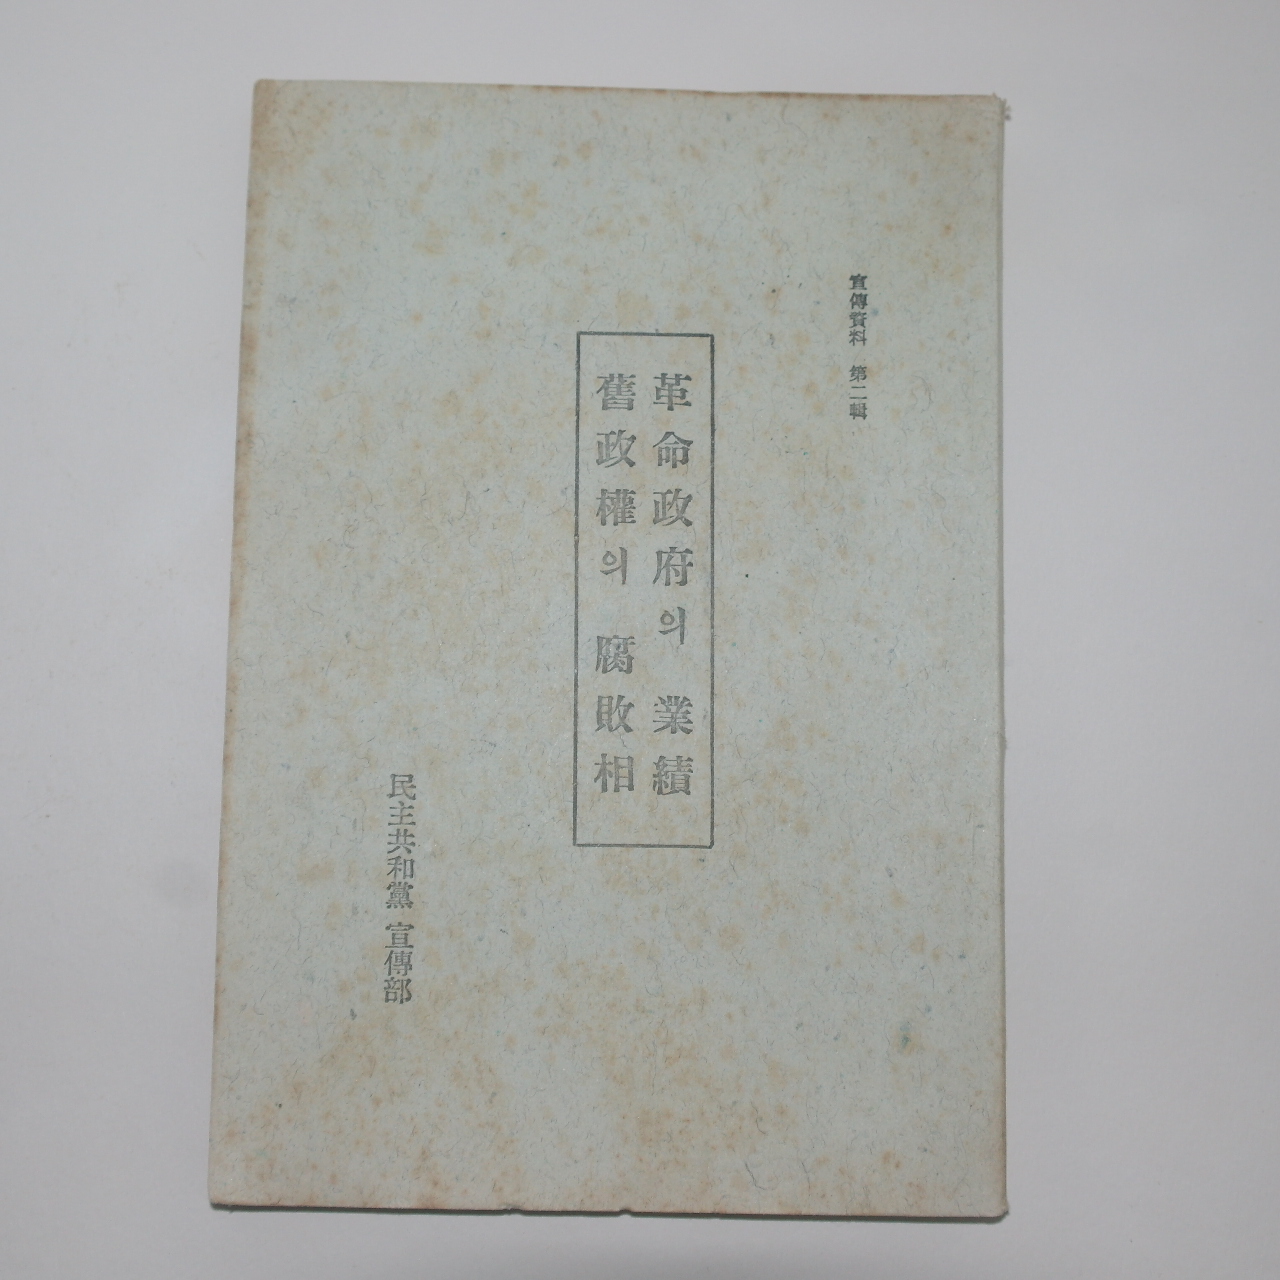 宣傳資料 第二輯
革命政府의 業績
舊政權의 腐敗相
民主共和黨 宣傳部